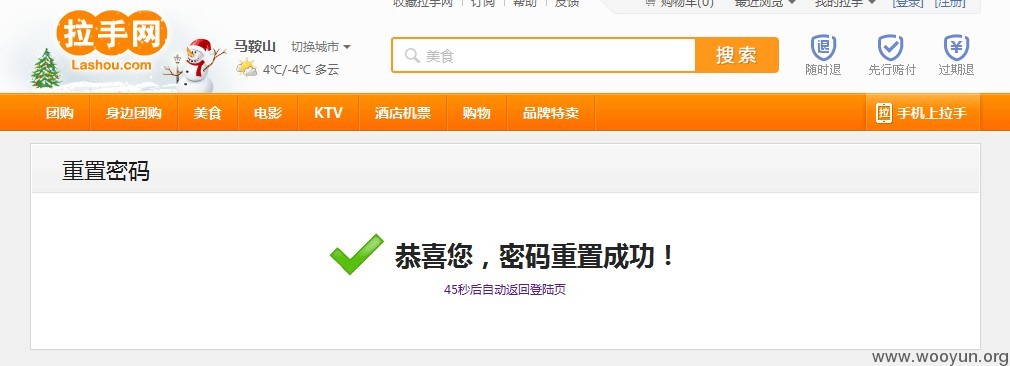 收藏拉手网 订阅 帮助 反馈 购物车(0) 最近浏览 我的拉手 [登录] [注册]
拉手网
Lashou.com
马鞍山 切换城市
4℃/-4℃ 多云
美食
搜索
退
¥
随时退 先行赔付 过期退
团购 身边团购 美食 电影 KTV 酒店机票 购物 品牌特卖 拉 手机上拉手
重置密码
恭喜您，密码重置成功！
45秒后自动返回登陆页
www.wooyun.org